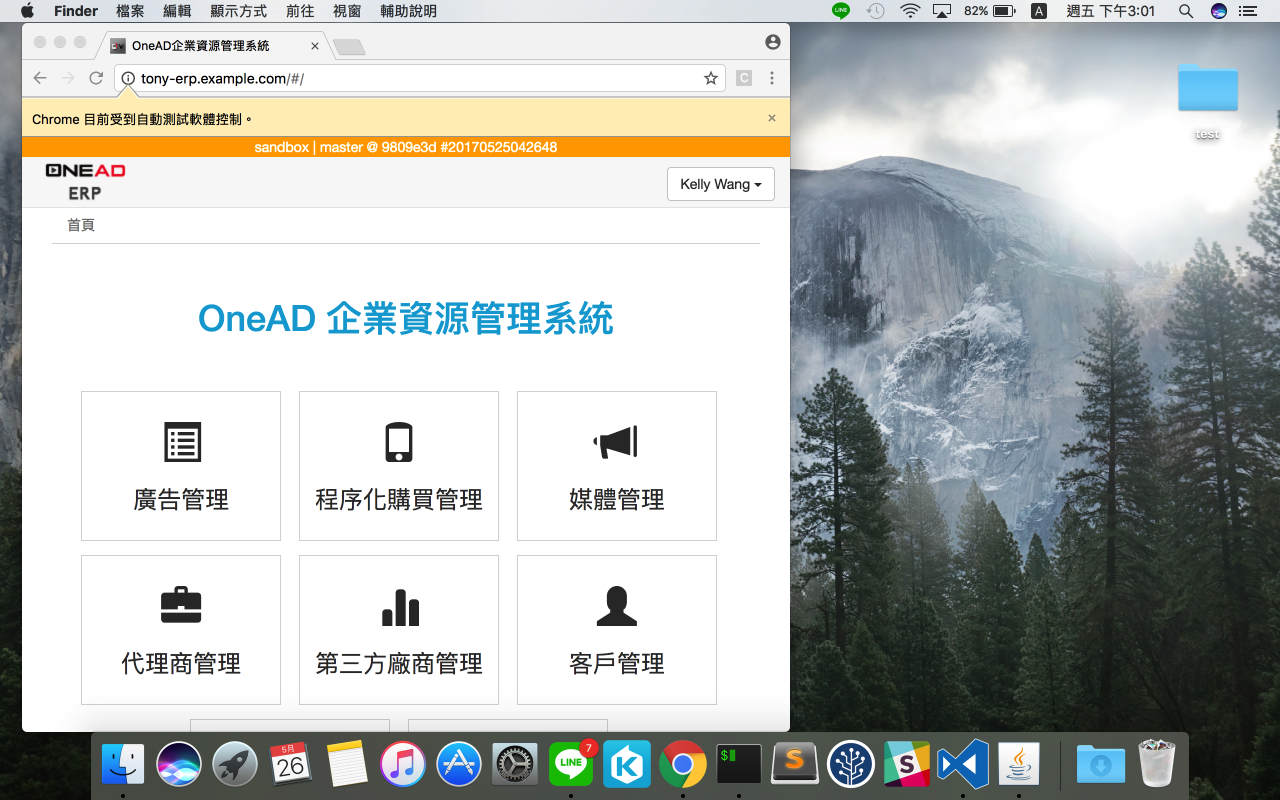 Finder 檔案 編輯 顯示方式 前往 視窗 輔助說明 LINE 82% A 週五 下午3:01
OneAD企業資源管理系統
tony-erp.example.com/#/
C
Chrome 目前受到自動測試軟體控制。
sandbox | master @ 9809e3d #20170525042648
ONEAD
ERP
Kelly Wang
首頁
OneAD 企業資源管理系統
廣告管理 程序化購買管理 媒體管理
代理商管理 第三方廠商管理 客戶管理
test
5月
26
LINE
7
K
$
S
S